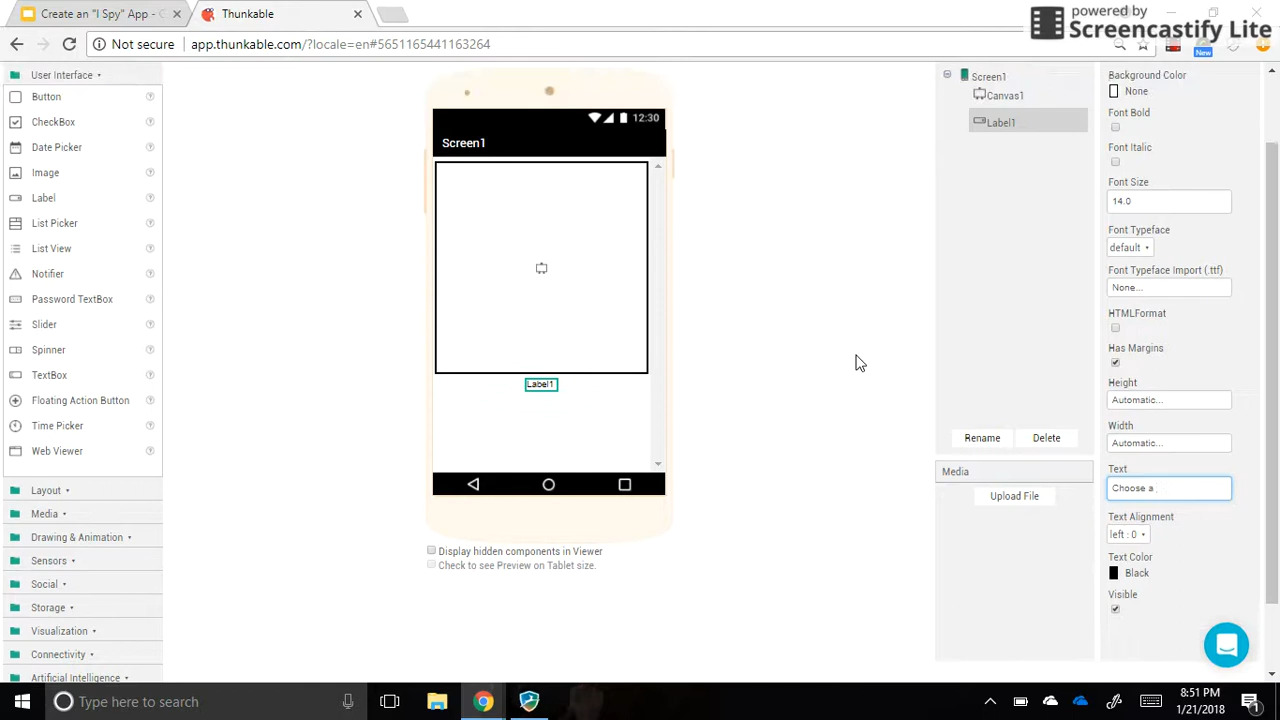 Create an "I Spy" App - G
Thunkable
powered by
Screencastify Lite
Not secure
app.thunkable.com/?locale=en#5651165441163264
New
User Interface
Button
CheckBox
Date Picker
Image
Label
List Picker
List View
Notifier
Password TextBox
Slider
Spinner
TextBox
Floating Action Button
Time Picker
Web Viewer
Layout
Media
Drawing & Animation
Sensors
Social
Storage
Visualization
Connectivity
Artificial Intelligence
12:30
Screen1
Label1
Display hidden components in Viewer
Check to see Preview on Tablet size.
Screen1
Canvas1
Label1
Rename
Delete
Media
Upload File
Background Color
None
Font Bold
Font Italic
Font Size
14.0
Font Typeface
default
Font Typeface Import (.ttf)
None...
HTMLFormat
Has Margins
Height
Automatic...
Width
Automatic...
Text
Choose a
Text Alignment
left : 0
Text Color
Black
Visible
Type here to search
8:51 PM
1/21/2018
1